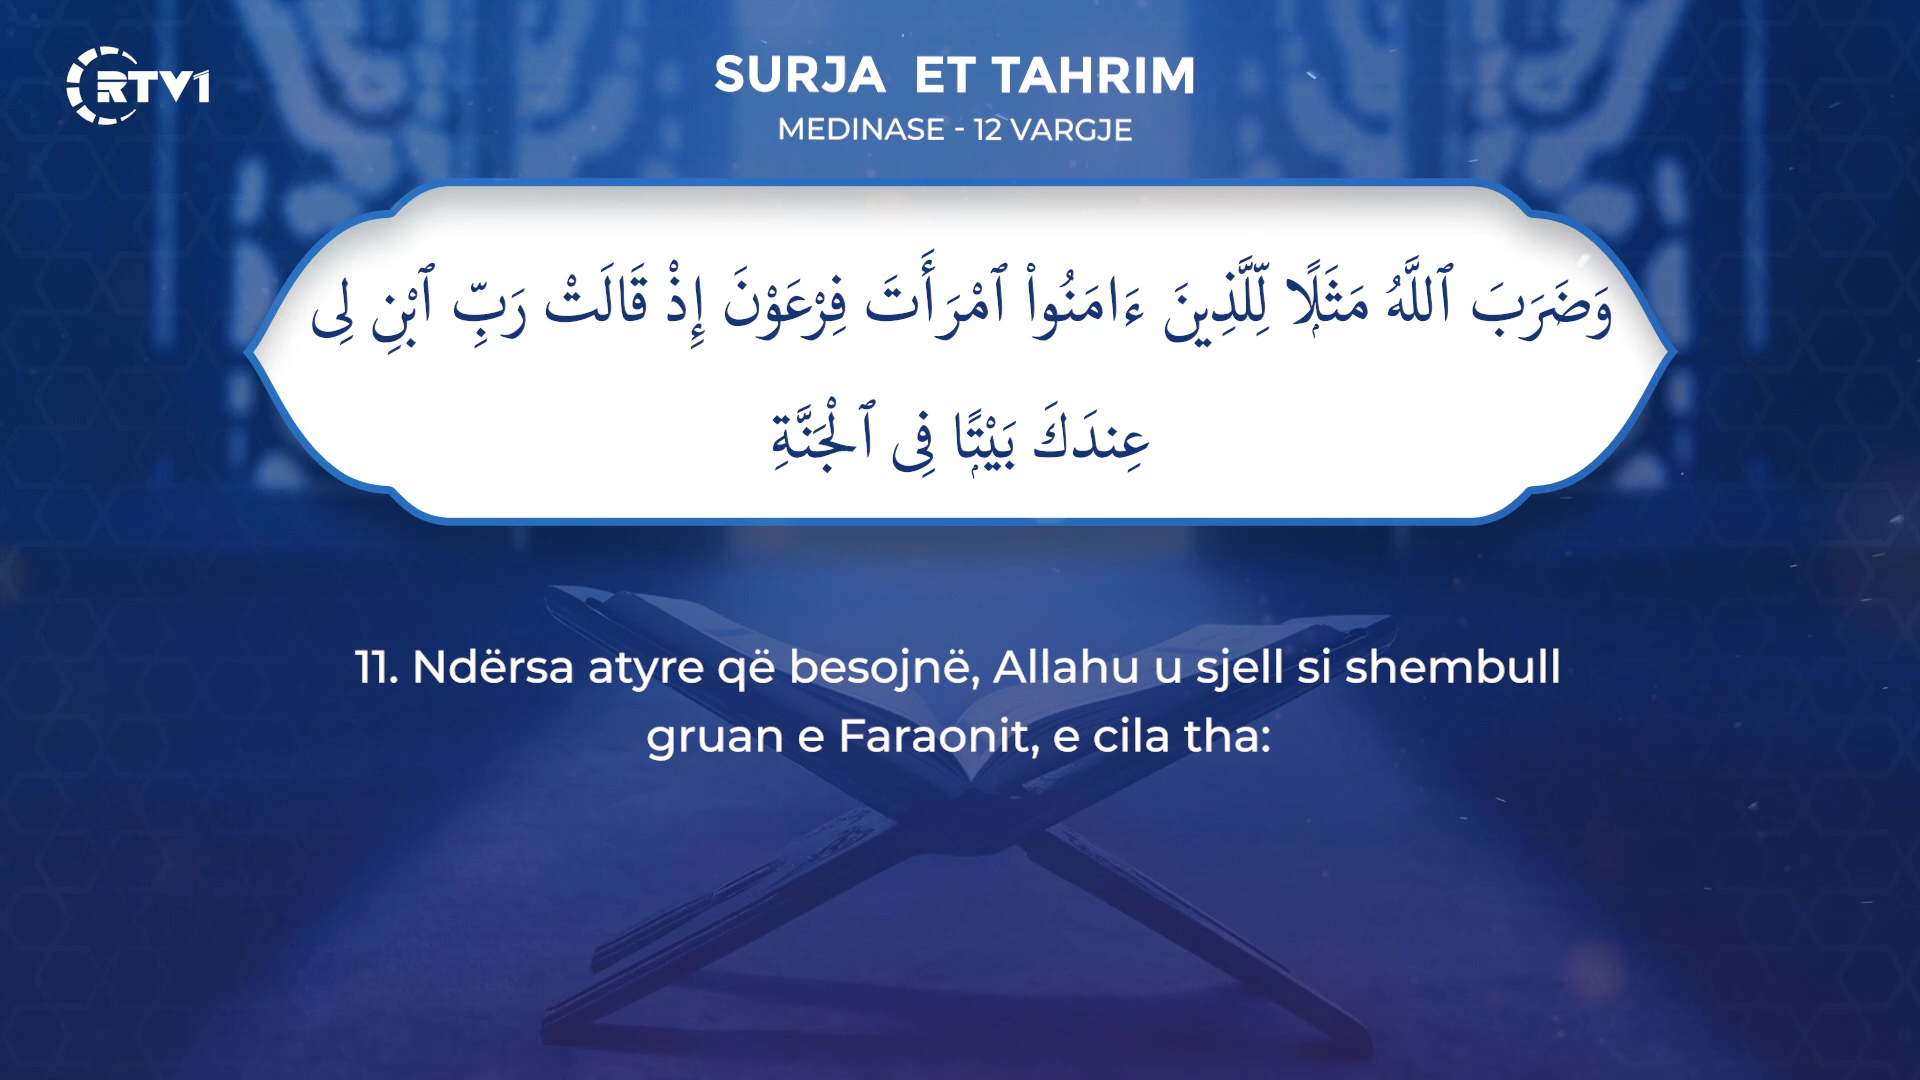 RTV1
SURJA ET TAHRIM
MEDINASE - 12 VARGJE
وَضَرَبَ ٱللَّهُ مَثَلًۭا لِّلَّذِينَ ءَامَنُوا۟ ٱمْرَأَتَ فِرْعَوْنَ إِذْ قَالَتْ رَبِّ ٱبْنِ لِى
عِندَكَ بَيْتًۭا فِى ٱلْجَنَّةِ
11. Ndërsa atyre që besojnë, Allahu u sjell si shembull
gruan e Faraonit, e cila tha: